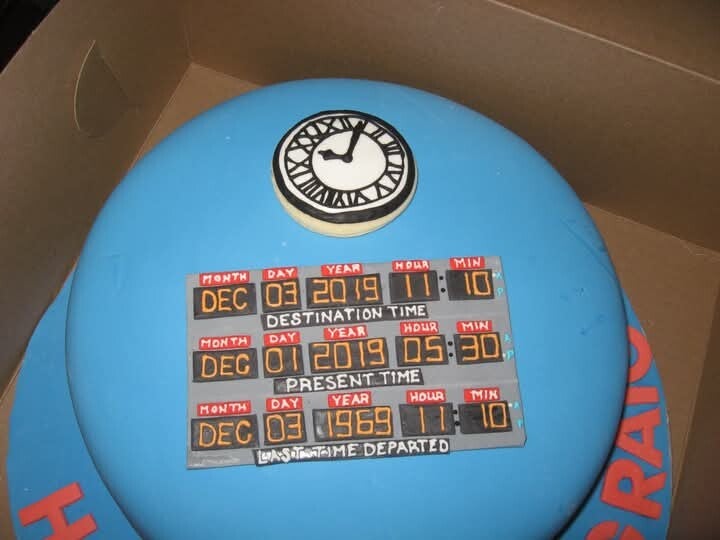 MONTH DAY YEAR HOUR MIN
DEC 03 2019 11:10
DESTINATION TIME
MONTH DAY YEAR HOUR MIN
DEC 01 2019 05:30
PRESENT TIME
MONTH DAY YEAR HOUR MIN
DEC 03 1969 11:10
LAST TIME DEPARTED
H
GRAIG